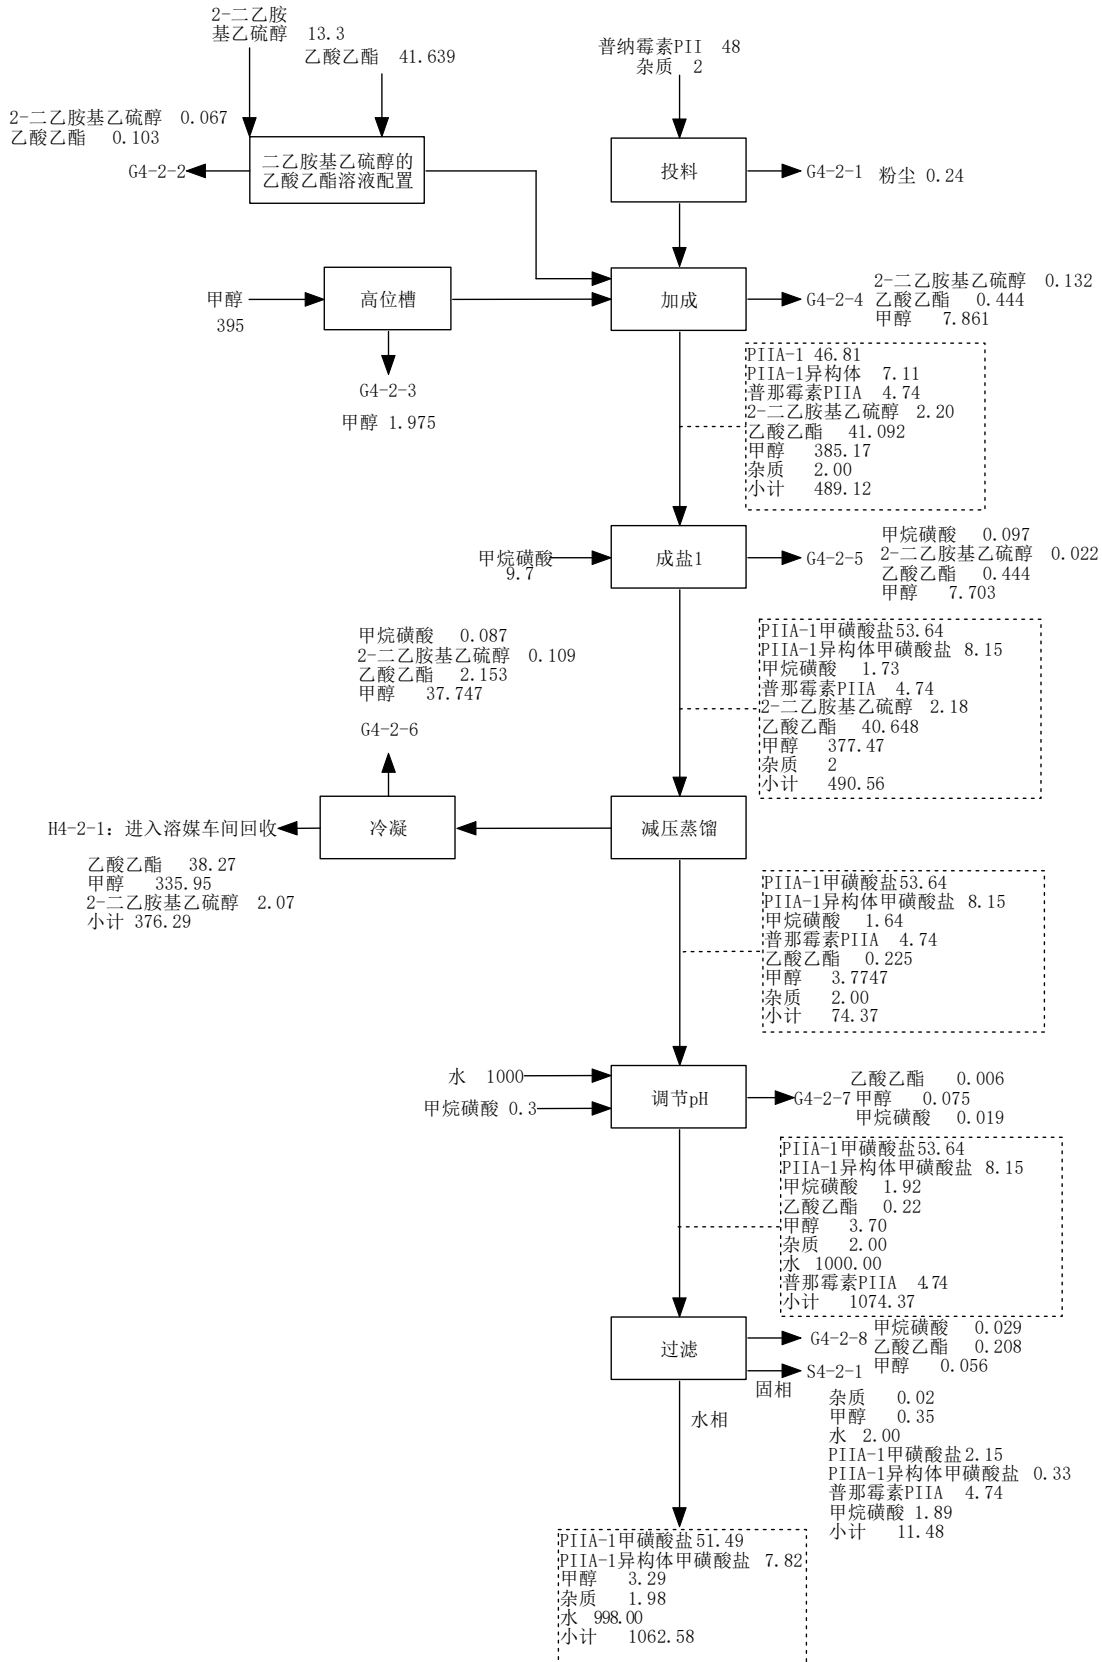 2-二乙胺
基乙硫醇 13.3
乙酸乙酯 41.639
普纳霉素PII 48
杂质 2
2-二乙胺基乙硫醇 0.067
乙酸乙酯 0.103
G4-2-2
二乙胺基乙硫醇的
乙酸乙酯溶液配置
投料
G4-2-1 粉尘 0.24
甲醇
395
高位槽
加成
G4-2-4
2-二乙胺基乙硫醇 0.132
乙酸乙酯 0.444
甲醇 7.861
G4-2-3
甲醇 1.975
PIIA-1 46.81
PIIA-1异构体 7.11
普那霉素PIIA 4.74
2-二乙胺基乙硫醇 2.20
乙酸乙酯 41.092
甲醇 385.17
杂质 2.00
小计 489.12
甲烷磺酸
9.7
成盐1
G4-2-5
甲烷磺酸 0.097
2-二乙胺基乙硫醇 0.022
乙酸乙酯 0.444
甲醇 7.703
甲烷磺酸 0.087
2-二乙胺基乙硫醇 0.109
乙酸乙酯 2.153
甲醇 37.747
G4-2-6
PIIA-1甲磺酸盐53.64
PIIA-1异构体甲磺酸盐 8.15
甲烷磺酸 1.73
普那霉素PIIA 4.74
2-二乙胺基乙硫醇 2.18
乙酸乙酯 40.648
甲醇 377.47
杂质 2
小计 490.56
H4-2-1: 进入溶媒车间回收
冷凝
减压蒸馏
乙酸乙酯 38.27
甲醇 335.95
2-二乙胺基乙硫醇 2.07
小计 376.29
PIIA-1甲磺酸盐53.64
PIIA-1异构体甲磺酸盐 8.15
甲烷磺酸 1.64
普那霉素PIIA 4.74
乙酸乙酯 0.225
甲醇 3.7747
杂质 2.00
小计 74.37
水 1000
甲烷磺酸 0.3
调节pH
G4-2-7
乙酸乙酯 0.006
甲醇 0.075
甲烷磺酸 0.019
PIIA-1甲磺酸盐53.64
PIIA-1异构体甲磺酸盐 8.15
甲烷磺酸 1.92
乙酸乙酯 0.22
甲醇 3.70
杂质 2.00
水 1000.00
普那霉素PIIA 4.74
小计 1074.37
过滤
G4-2-8
甲烷磺酸 0.029
乙酸乙酯 0.208
甲醇 0.056
S4-2-1
固相
水相
杂质 0.02
甲醇 0.35
水 2.00
PIIA-1甲磺酸盐2.15
PIIA-1异构体甲磺酸盐 0.33
普那霉素PIIA 4.74
甲烷磺酸 1.89
小计 11.48
PIIA-1甲磺酸盐51.49
PIIA-1异构体甲磺酸盐 7.82
甲醇 3.29
杂质 1.98
水 998.00
小计 1062.58